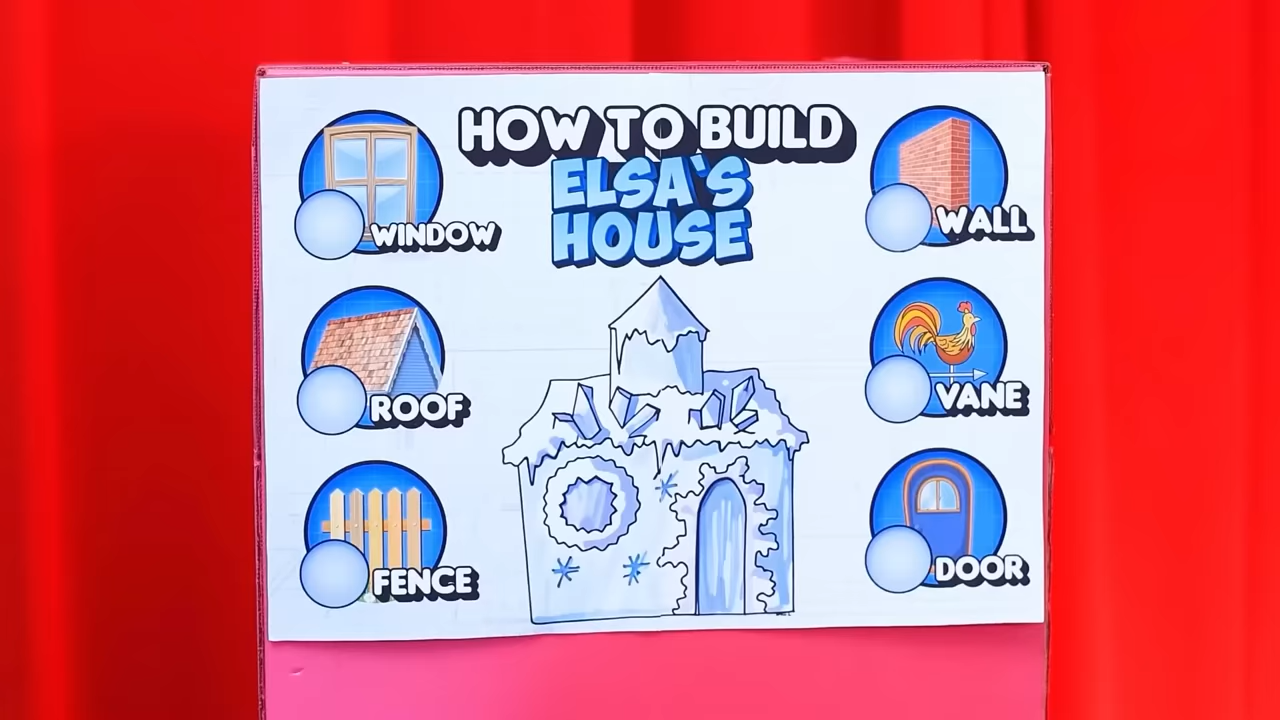 HOW TO BUILD
ELSA'S
HOUSE
WINDOW
WALL
ROOF
VANE
FENCE
DOOR